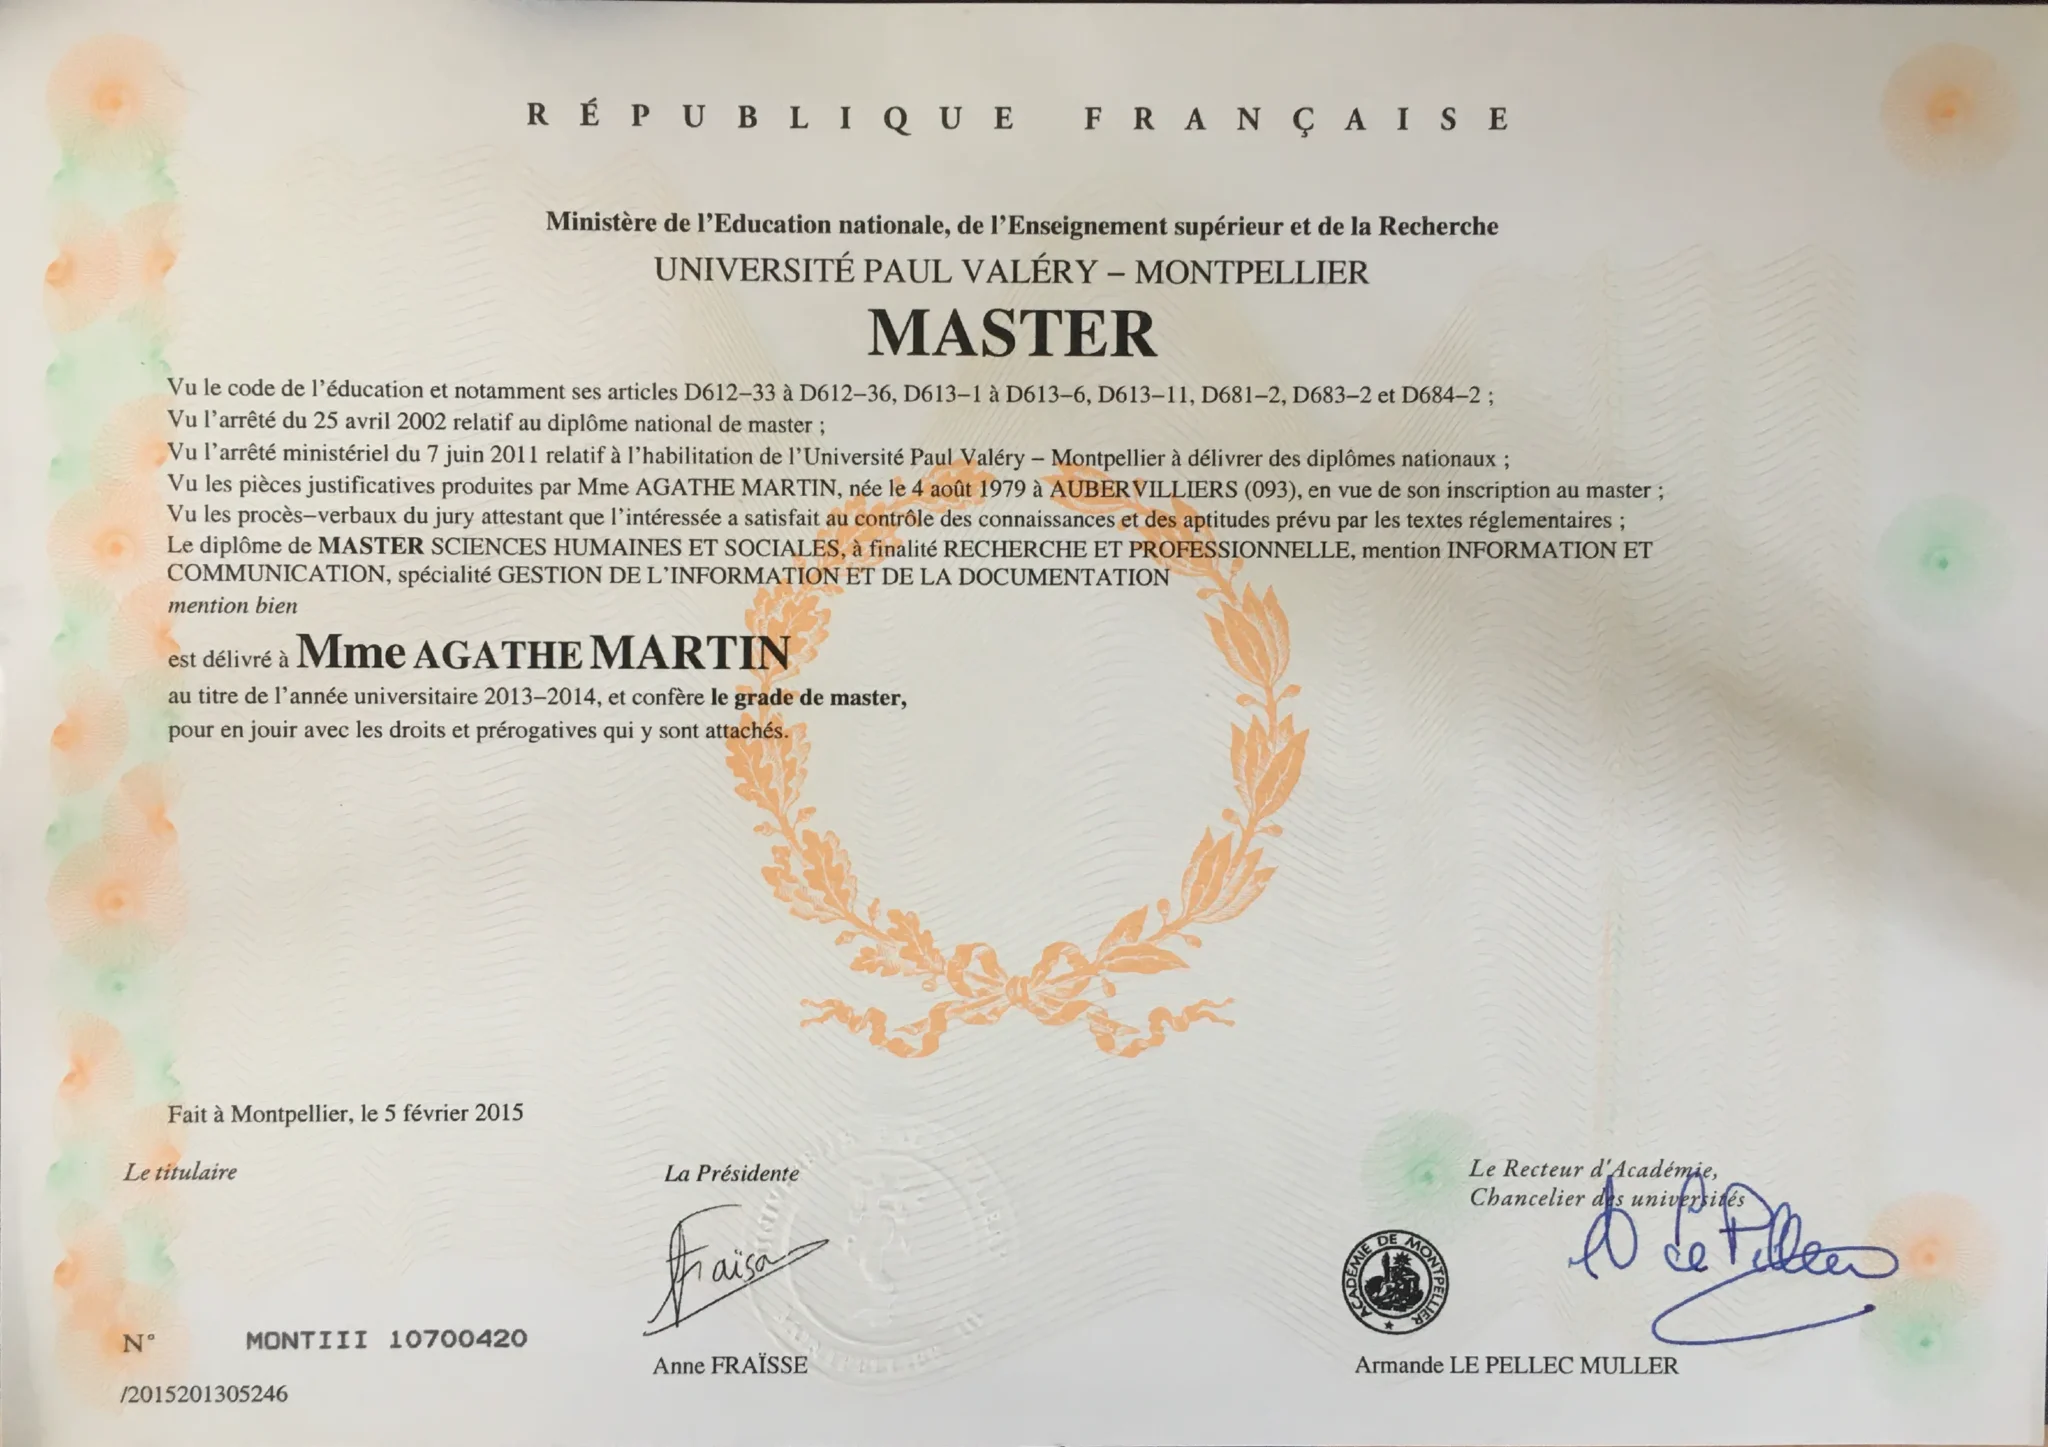 RÉPUBLIQUE FRANÇAISE
Ministère de l'Education nationale, de l'Enseignement supérieur et de la Recherche
UNIVERSITÉ PAUL VALÉRY – MONTPELLIER
MASTER
Vu le code de l'éducation et notamment ses articles D612–33 à D612–36, D613–1 à D613–6, D613–11, D681–2, D683–2 et D684–2 ;
Vu l'arrêté du 25 avril 2002 relatif au diplôme national de master ;
Vu l'arrêté ministériel du 7 juin 2011 relatif à l'habilitation de l'Université Paul Valéry – Montpellier à délivrer des diplômes nationaux ;
Vu les pièces justificatives produites par Mme AGATHE MARTIN, née le 4 août 1979 à AUBERVILLIERS (093), en vue de son inscription au master ;
Vu les procès–verbaux du jury attestant que l'intéressée a satisfait au contrôle des connaissances et des aptitudes prévu par les textes réglementaires ;
Le diplôme de MASTER SCIENCES HUMAINES ET SOCIALES, à finalité RECHERCHE ET PROFESSIONNELLE, mention INFORMATION ET
COMMUNICATION, spécialité GESTION DE L'INFORMATION ET DE LA DOCUMENTATION
mention bien
est délivré à Mme AGATHE MARTIN
au titre de l'année universitaire 2013–2014, et confère le grade de master,
pour en jouir avec les droits et prérogatives qui y sont attachés.
Fait à Montpellier, le 5 février 2015
Le titulaire
La Présidente
Le Recteur d'Académie,
Chancelier des universités
ACADÉMIE DE MONTPELLIER
N° MONTIII 10700420
Anne FRAÏSSE
Armande LE PELLEC MULLER
/2015201305246